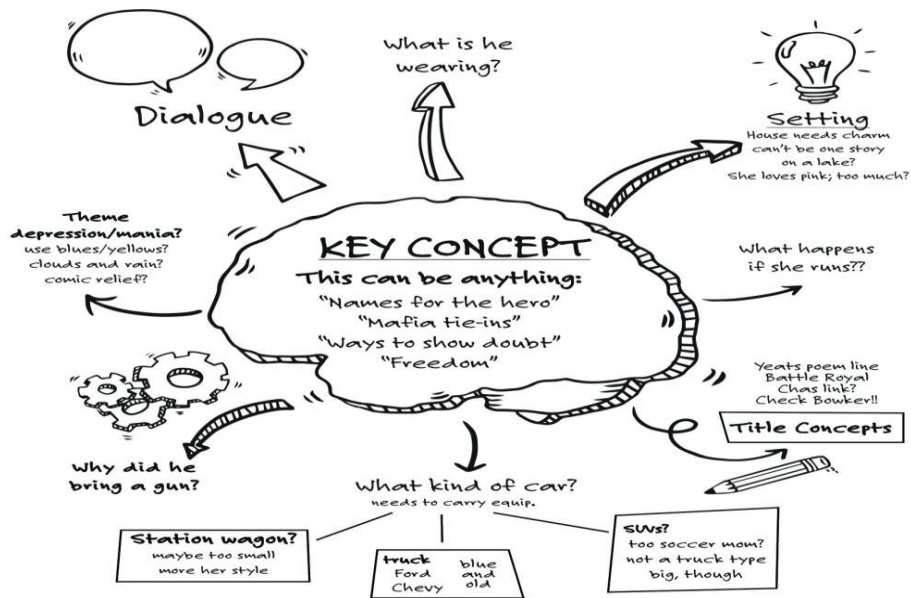 What is he
wearing?
Dialogue
Setting
House needs charm
can't be one story
on a lake?
She loves pink; too much?
Theme
depression/mania?
use blues/yellows?
clouds and rain?
comic relief?
KEY CONCEPT
This can be anything:
"Names for the hero"
"Mafia tie-ins"
"Ways to show doubt"
"Freedom"
What happens
if she runs??
Yeats poem line
Battle Royal
Chas link?
Check Bowker!!
Title Concepts
Why did he
bring a gun?
What kind of car?
needs to carry equip.
Station wagon?
maybe too small
more her style
truck
Ford
Chevy
blue
and
old
SUVs?
too soccer mom?
not a truck type
big, though